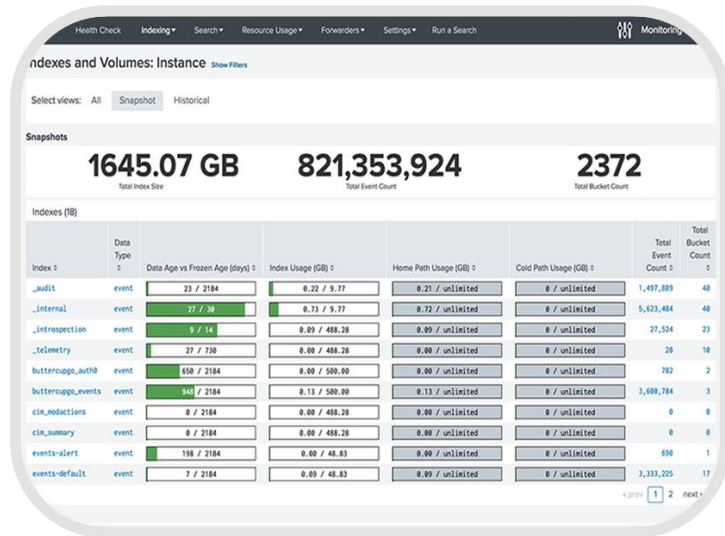 Health Check Indexing Search Resource Usage Forwarders Settings Run a Search Monitoring
ndexes and Volumes: Instance Show Filters
Select views: All Snapshot Historical
Snapshots
1645.07 GB 821,353,924 2372
Total Index Size Total Event Count Total Bucket Count
Indexes (18)
Index Data Type Data Age vs Frozen Age (days) Index Usage (GB) Home Path Usage (GB) Cold Path Usage (GB) Total Event Count Total Bucket Count
_audit event 23 / 2184 0.22 / 9.77 0.21 / unlimited 0 / unlimited 1,497,809 40
_internal event 27 / 30 0.73 / 9.77 0.72 / unlimited 0 / unlimited 5,623,484 40
_introspection event 9 / 14 0.09 / 488.28 0.09 / unlimited 0 / unlimited 27,524 23
_telemetry event 27 / 730 0.00 / 488.28 0.00 / unlimited 0 / unlimited 28 10
buttercupgo_auth0 event 650 / 2184 0.00 / 500.00 0.00 / unlimited 0 / unlimited 782 2
buttercupgo_events event 948 / 2184 0.13 / 500.00 0.13 / unlimited 0 / unlimited 3,600,784 3
cim_modactions event 0 / 2184 0.00 / 488.28 0.00 / unlimited 0 / unlimited 0 0
cim_summary event 0 / 2184 0.00 / 488.28 0.00 / unlimited 0 / unlimited 0 0
events-alert event 198 / 2184 0.00 / 48.83 0.00 / unlimited 0 / unlimited 690 1
events-default event 7 / 2184 0.09 / 48.83 0.09 / unlimited 0 / unlimited 3,333,225 17
‹ prev 1 2 next